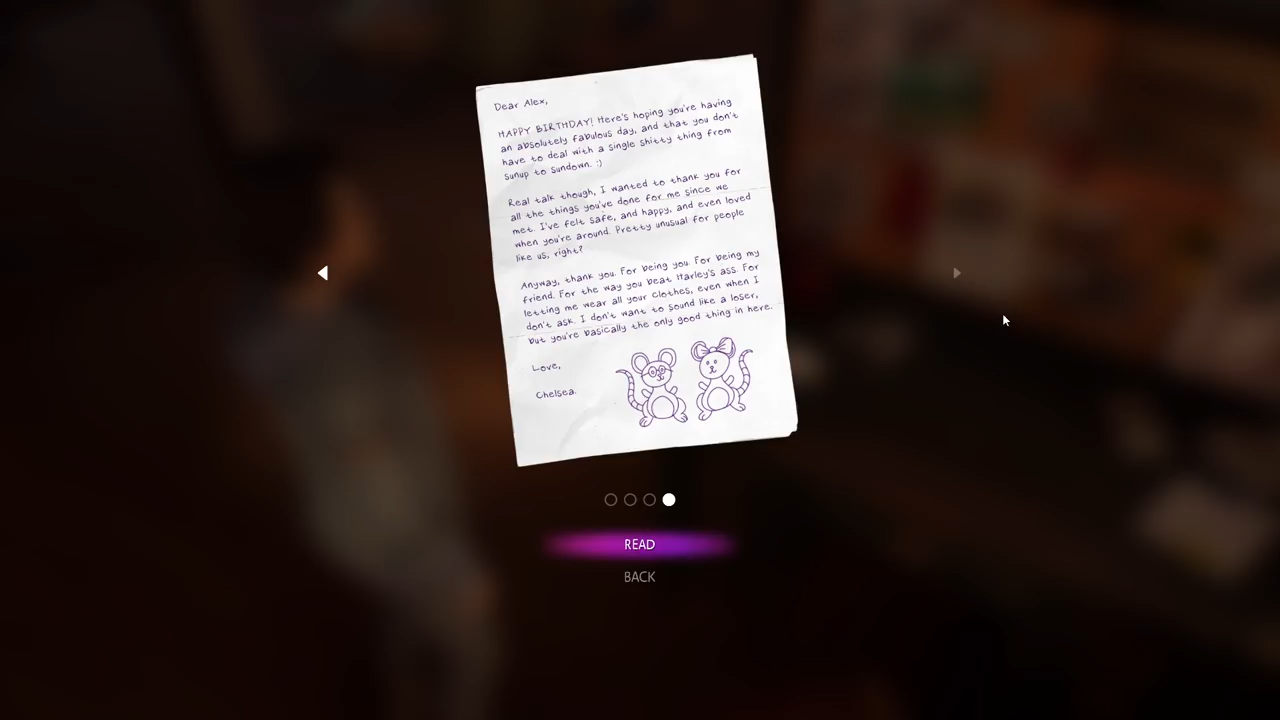 Dear Alex,
HAPPY BIRTHDAY! Here's hoping you're having
an absolutely fabulous day, and that you don't
have to deal with a single shitty thing from
sunup to sundown. :)
Real talk though, I wanted to thank you for
all the things you've done for me since we
met. I've felt safe, and happy, and even loved
when you're around. Pretty unusual for people
like us, right?
Anyway, thank you. For being you. For being my
friend. For the way you beat Harley's ass. For
letting me wear all your clothes, even when I
don't ask. I don't want to sound like a loser,
but you're basically the only good thing in here.
Love,
Chelsea.
READ
BACK